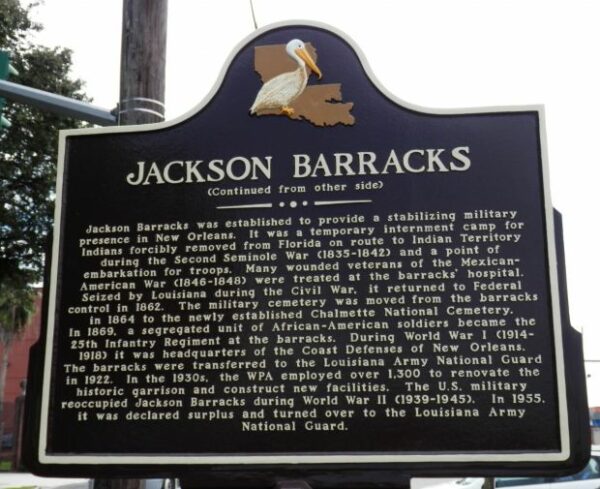 JACKSON BARRACKS
(Continued from other side)
Jackson Barracks was established to provide a stabilizing military
presence in New Orleans. It was a temporary internment camp for
Indians forcibly removed from Florida on route to Indian Territory
during the Second Seminole War (1835-1842) and a point of
embarkation for troops. Many wounded veterans of the Mexican-
American War (1846-1848) were treated at the barracks' hospital.
Seized by Louisiana during the Civil War, it returned to Federal
control in 1862. The military cemetery was moved from the barracks
in 1864 to the newly established Chalmette National Cemetery.
In 1869, a segregated unit of African-American soldiers became the
25th Infantry Regiment at the barracks. During World War I (1914-
1918) it was headquarters of the Coast Defenses of New Orleans.
The barracks were transferred to the Louisiana Army National Guard
in 1922. In the 1930s, the WPA employed over 1,300 to renovate the
historic garrison and construct new facilities. The U.S. military
reoccupied Jackson Barracks during World War II (1939-1945). In 1955,
it was declared surplus and turned over to the Louisiana Army
National Guard.